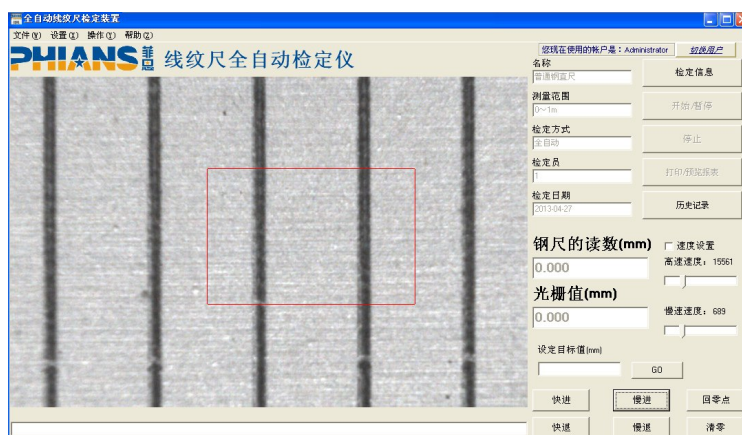 全自动线纹尺检定装置
文件(F) 设置(X) 操作(Y) 帮助(Z)
PHIANS 菲恩 线纹尺全自动检定仪
您现在使用的帐户是：Administrator 切换用户
名称
普通钢直尺
检定信息
测量范围
0～1m
开始/暂停
检定方式
全自动
停止
检定员
1
打印/预览报表
检定日期
2013-04-27
历史记录
钢尺的读数(mm)
速度设置
0.000
高速速度： 15561
光栅值(mm)
0.000
慢速速度： 689
设定目标值(mm)
GO
快进 慢进 回零点
快退 慢退 清零